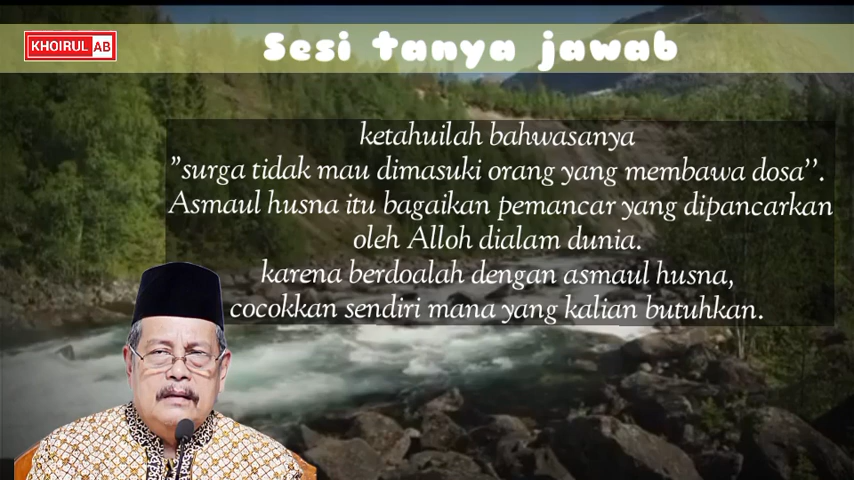 KHOIRUL AB
Sesi tanya jawab
ketahuilah bahwasanya
”surga tidak mau dimasuki orang yang membawa dosa’’.
Asmaul husna itu bagaikan pemancar yang dipancarkan
oleh Alloh dialam dunia.
karena berdoalah dengan asmaul husna,
cocokkan sendiri mana yang kalian butuhkan.